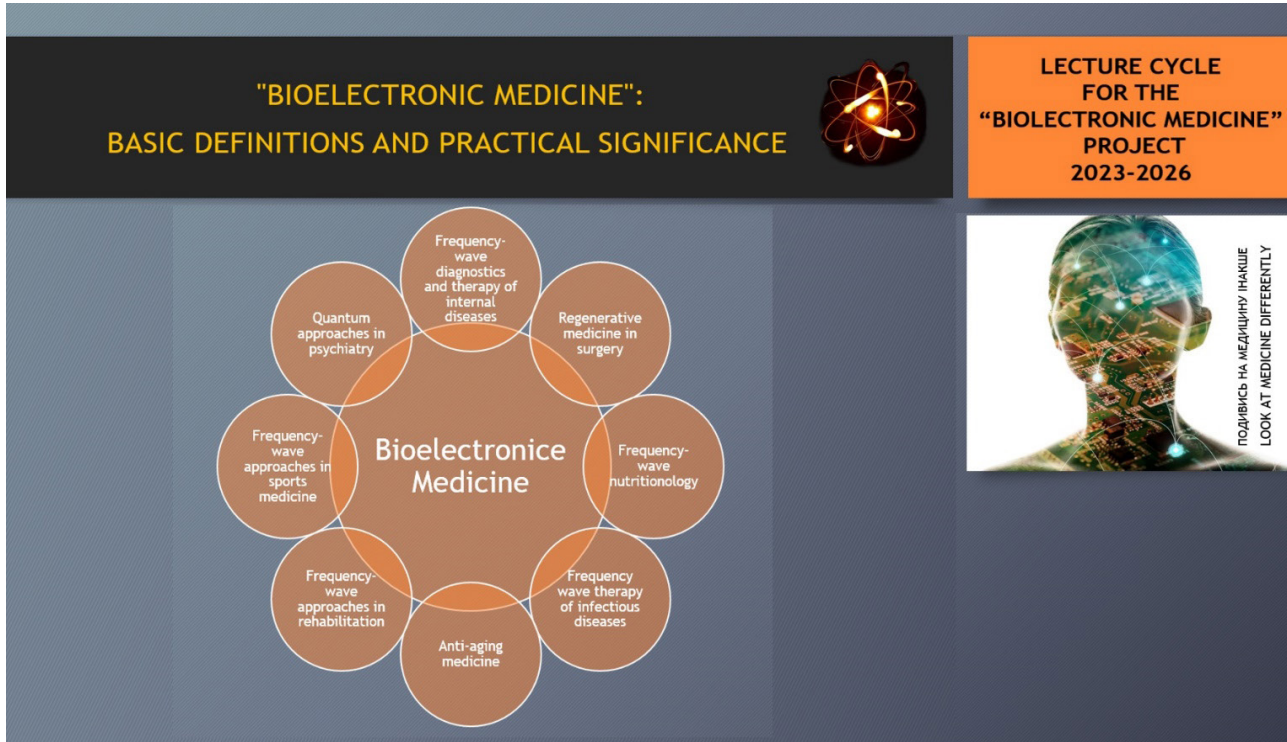 "BIOELECTRONIC MEDICINE":
BASIC DEFINITIONS AND PRACTICAL SIGNIFICANCE
LECTURE CYCLE
FOR THE
“BIOLECTRONIC MEDICINE”
PROJECT
2023-2026
Frequency-
wave
diagnostics
and therapy of
internal
diseases
Quantum
approaches in
psychiatry
Regenerative
medicine in
surgery
Frequency-
wave
approaches in
sports
medicine
Bioelectronice
Medicine
Frequency-
wave
nutritionology
Frequency-
wave
approaches in
rehabilitation
Frequency
wave therapy
of infectious
diseases
Anti-aging
medicine
ПОДИВИСЬ НА МЕДИЦИНУ ІНАКШЕ
LOOK AT MEDICINE DIFFERENTLY